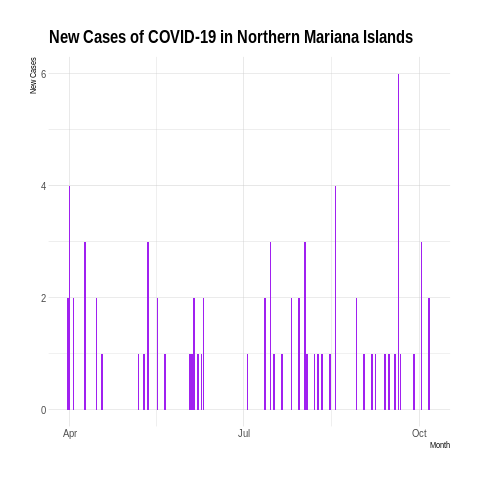 New Cases of COVID-19 in Northern Mariana Islands
New Cases
6
4
2
0
Apr
Jul
Oct
Month